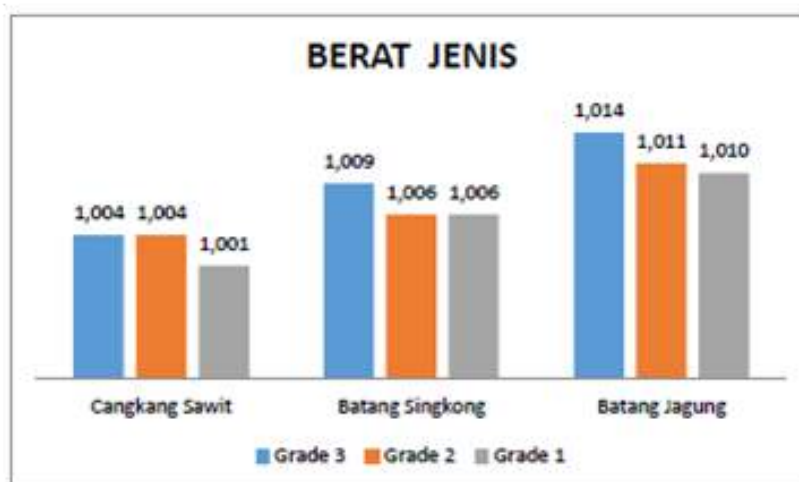 BERAT JENIS
1,014
1,011
1,010
1,009
1,006
1,006
1,004
1,004
1,001
Cangkang Sawit
Batang Singkong
Batang Jagung
Grade 3
Grade 2
Grade 1